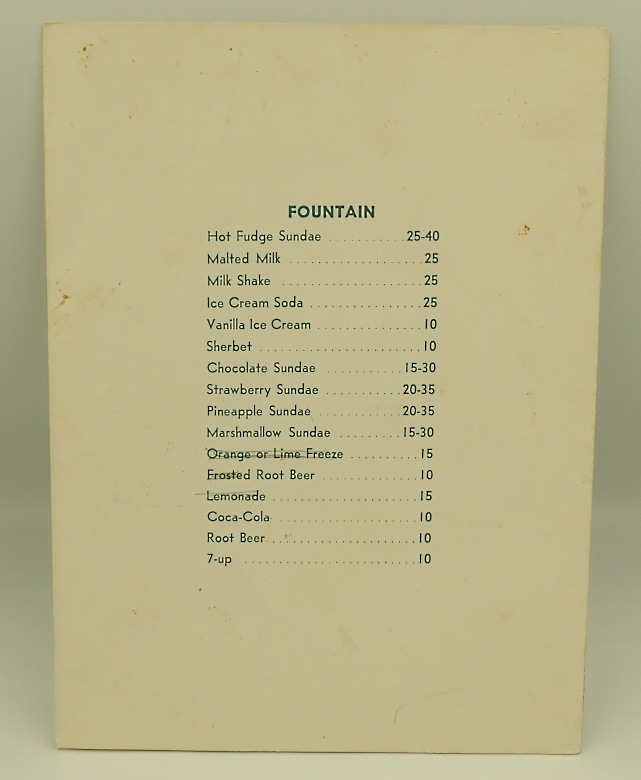 FOUNTAIN
Hot Fudge Sundae .......... 25-40
Malted Milk .................... 25
Milk Shake ..................... 25
Ice Cream Soda ................. 25
Vanilla Ice Cream ............... 10
Sherbet ........................ 10
Chocolate Sundae ........... 15-30
Strawberry Sundae ........... 20-35
Pineapple Sundae ............ 20-35
Marshmallow Sundae ......... 15-30
Orange or Lime Freeze .......... 15
Frosted Root Beer ............... 10
Lemonade ..................... 15
Coca-Cola .................... 10
Root Beer ..................... 10
7-up ......................... 10